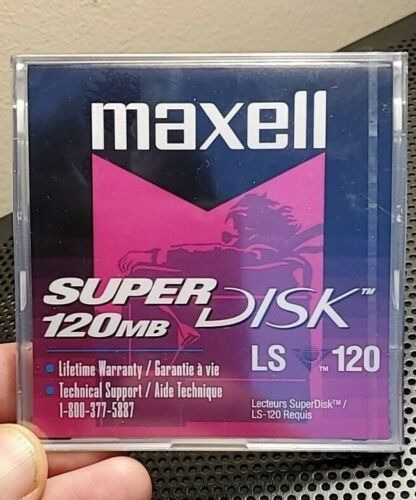 maxell
SUPER DISK™
120MB
LS ™ 120
Lifetime Warranty / Garantie à vie
Technical Support / Aide Technique
1-800-377-5887
Lecteurs SuperDisk™ /
LS-120 Requis